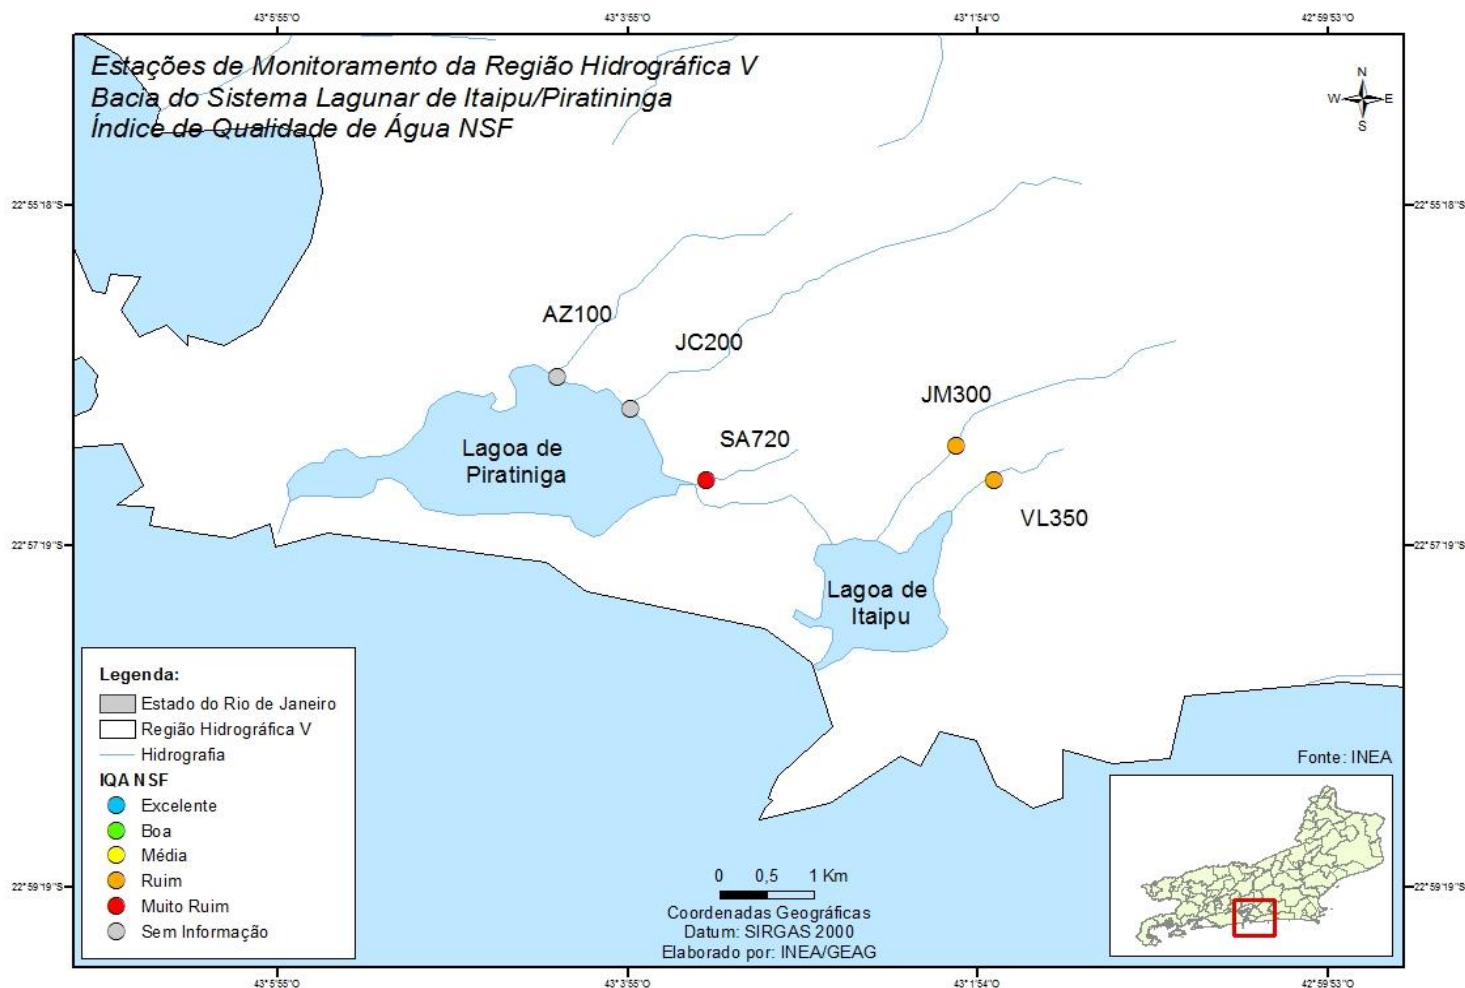 43°5'55"O
43°3'55"O
43°1'54"O
42°59'53"O
Estações de Monitoramento da Região Hidrográfica V
Bacia do Sistema Lagunar de Itaipu/Piratininga
Índice de Qualidade de Água NSF
N
W
E
S
22°55'18"S
22°55'18"S
AZ100
JC200
JM300
SA720
Lagoa de
Piratiniga
VL350
22°57'19"S
22°57'19"S
Lagoa de
Itaipu
Legenda:
Estado do Rio de Janeiro
Região Hidrográfica V
Hidrografia
IQA NSF
Excelente
Boa
Média
Ruim
Muito Ruim
Sem Informação
Fonte: INEA
0 0,5 1 Km
Coordenadas Geográficas
Datum: SIRGAS 2000
Elaborado por: INEA/GEAG
22°59'19"S
22°59'19"S
43°5'55"O
43°3'55"O
43°1'54"O
42°59'53"O